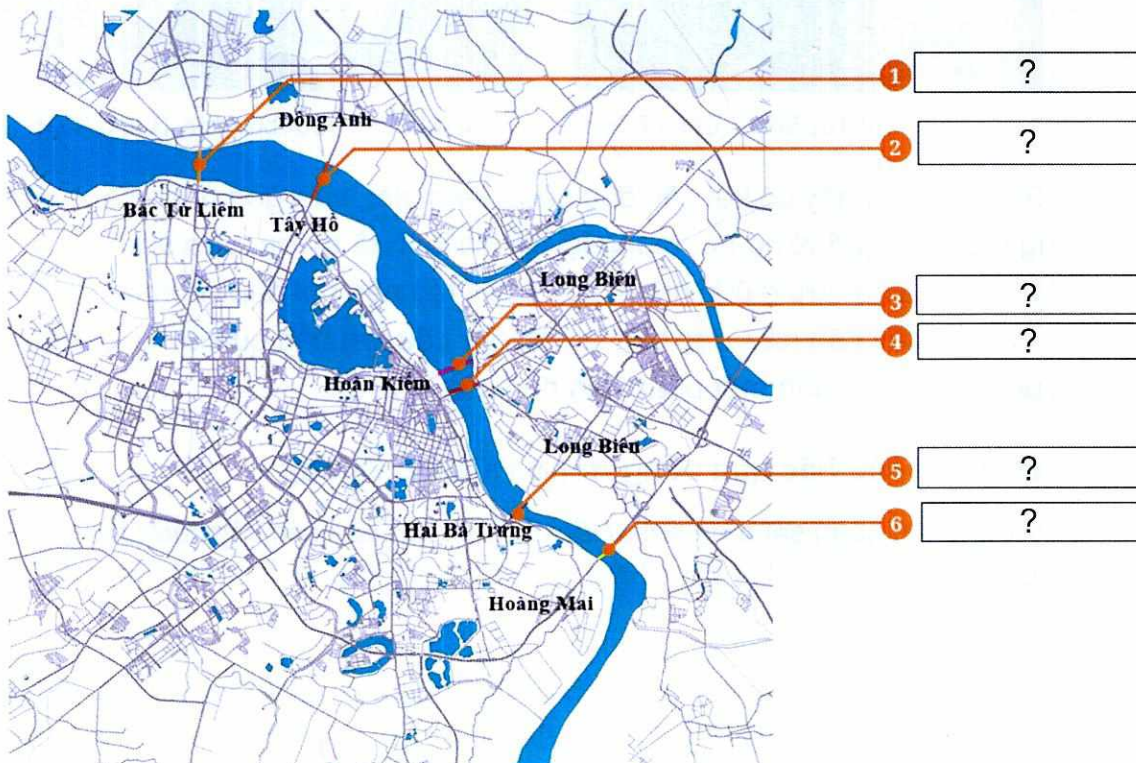 1 ?
Đông Anh
2 ?
Bắc Từ Liêm
Tây Hồ
Long Biên
3 ?
4 ?
Hoàn Kiếm
Long Biên
5 ?
Hai Bà Trưng
6 ?
Hoàng Mai